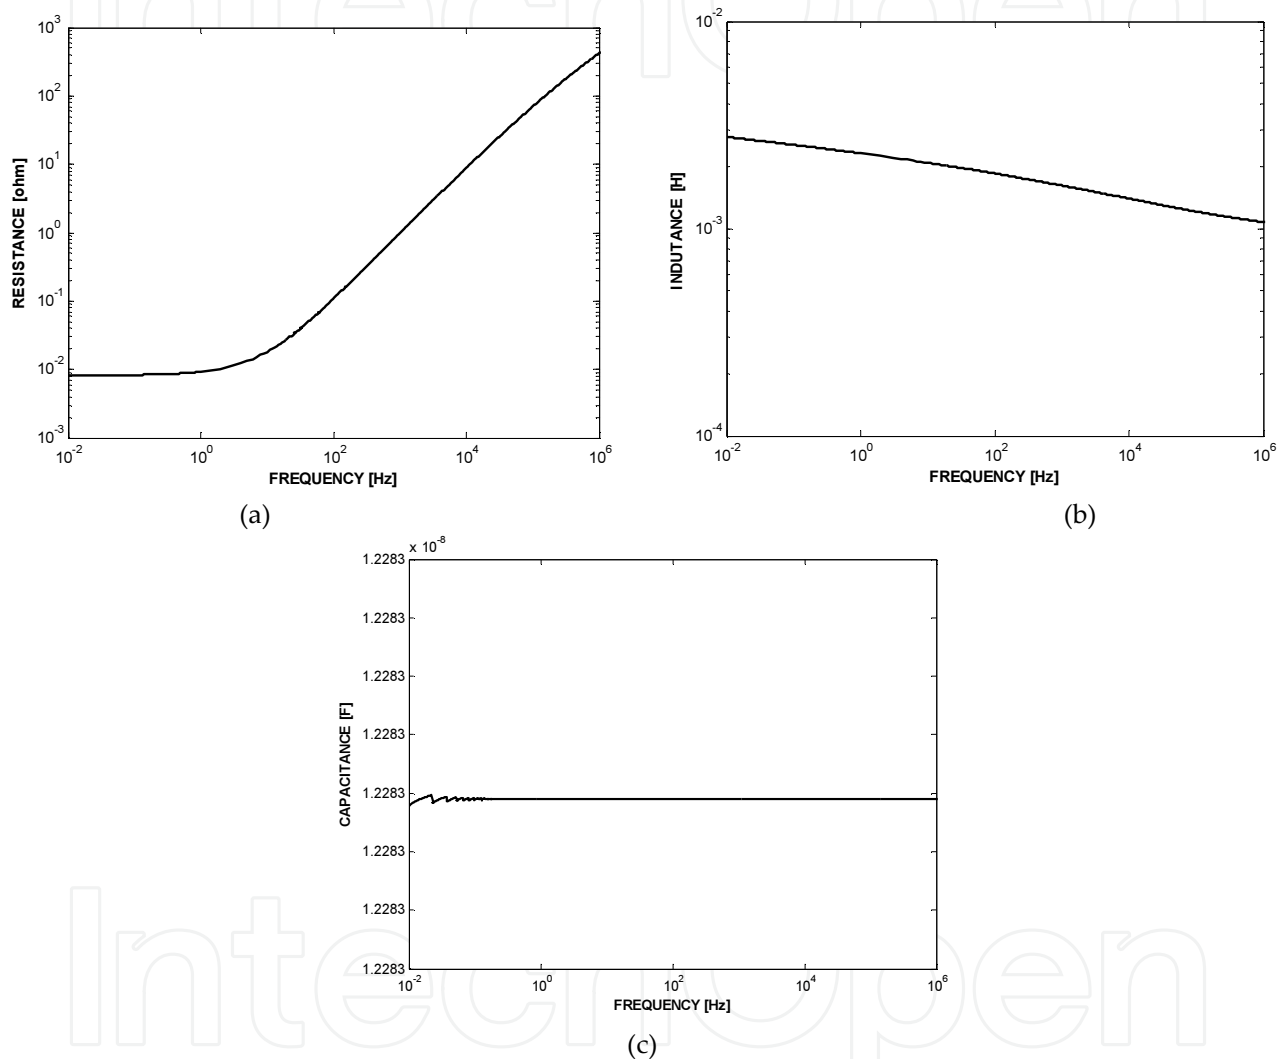 10^3
10^2
10^1
10^0
10^-1
10^-2
10^-3
RESISTANCE [ohm]
10^-2 10^0 10^2 10^4 10^6
FREQUENCY [Hz]
(a)
10^-2
10^-3
10^-4
INDUTANCE [H]
10^-2 10^0 10^2 10^4 10^6
FREQUENCY [Hz]
(b)
x 10^-8
1.2283
1.2283
1.2283
1.2283
1.2283
1.2283
1.2283
1.2283
CAPACITANCE [F]
10^-2 10^0 10^2 10^4 10^6
FREQUENCY [Hz]
(c)
IntechOpen